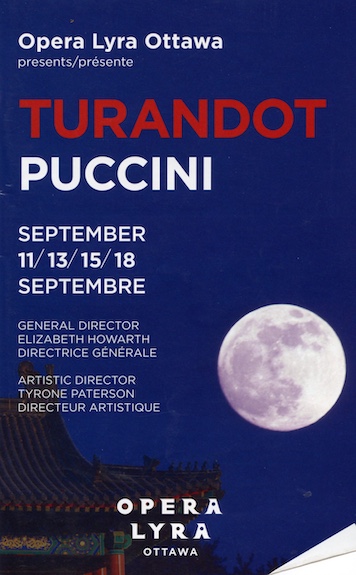 Opera Lyra Ottawa
presents/présente
TURANDOT
PUCCINI
SEPTEMBER
11/13/15/18
SEPTEMBRE
GENERAL DIRECTOR
ELIZABETH HOWARTH
DIRECTRICE GÉNÉRALE
ARTISTIC DIRECTOR
TYRONE PATERSON
DIRECTEUR ARTISTIQUE
OPERA
LYRA
OTTAWA